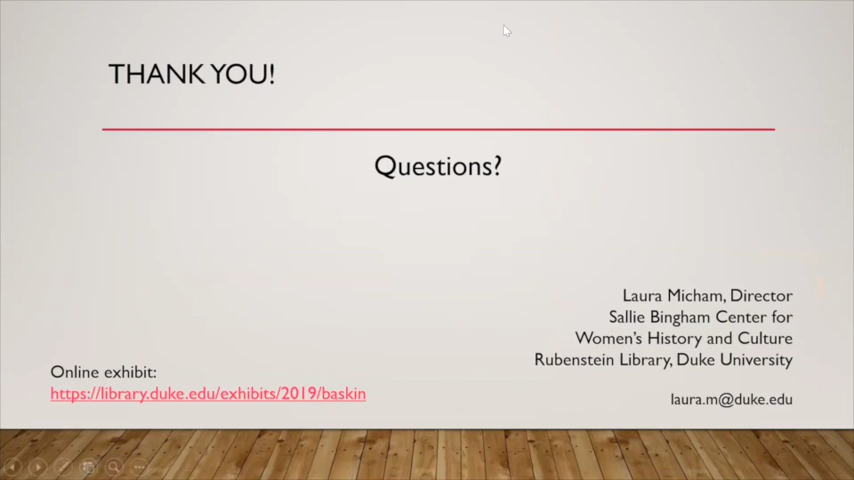 THANK YOU!
Questions?
Laura Micham, Director
Sallie Bingham Center for
Women's History and Culture
Rubenstein Library, Duke University
laura.m@duke.edu
Online exhibit:
https://library.duke.edu/exhibits/2019/baskin